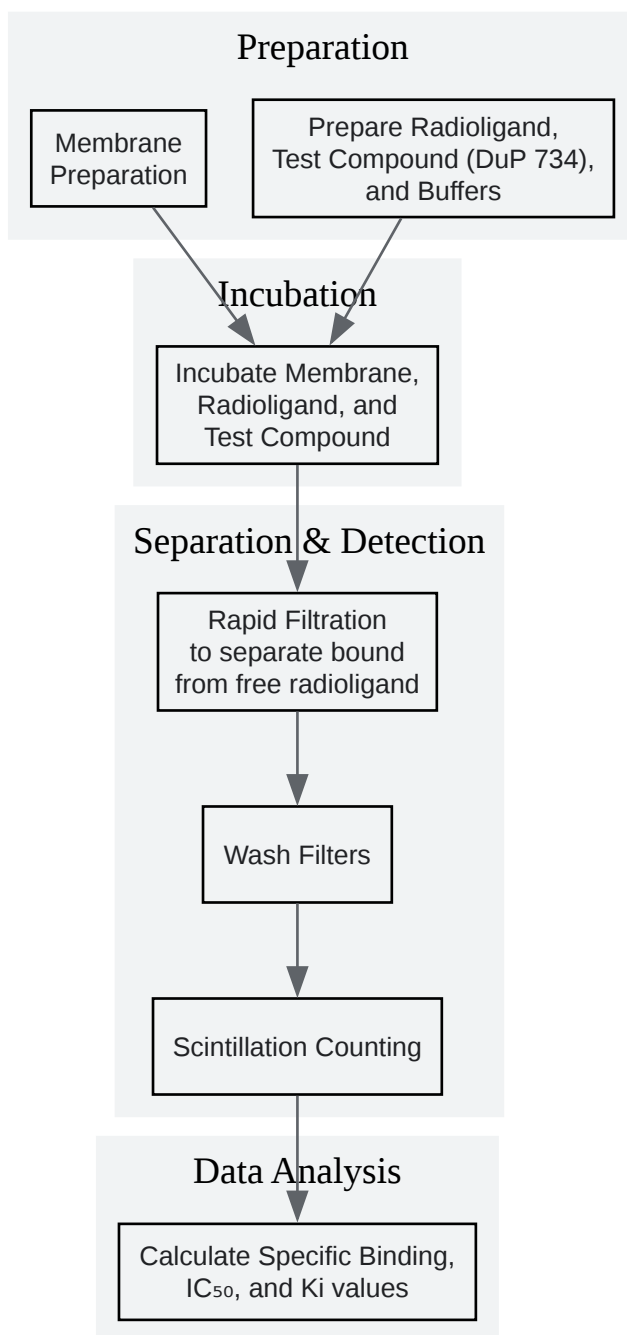 Preparation
Membrane
Preparation
Prepare Radioligand,
Test Compound (DuP 734),
and Buffers
Incubation
Incubate Membrane,
Radioligand, and
Test Compound
Separation & Detection
Rapid Filtration
to separate bound
from free radioligand
Wash Filters
Scintillation Counting
Data Analysis
Calculate Specific Binding,
IC₅₀, and Ki values